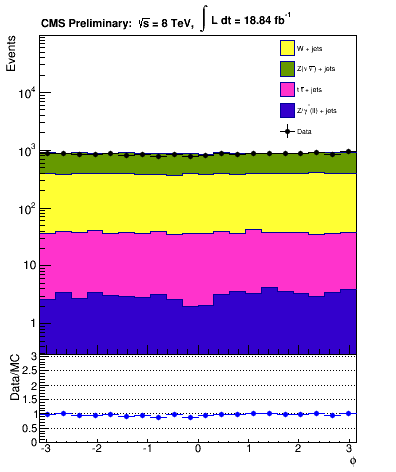 CMS Preliminary: √s = 8 TeV, ∫ L dt = 18.84 fb⁻¹
Events
W + jets
Z(ν ν̅) + jets
t t̅ + jets
Z/γ*(ll) + jets
Data
10⁴
10³
10²
10
1
Data/MC
3
2.5
2
1.5
1
0.5
0
-3 -2 -1 0 1 2 3
ϕ